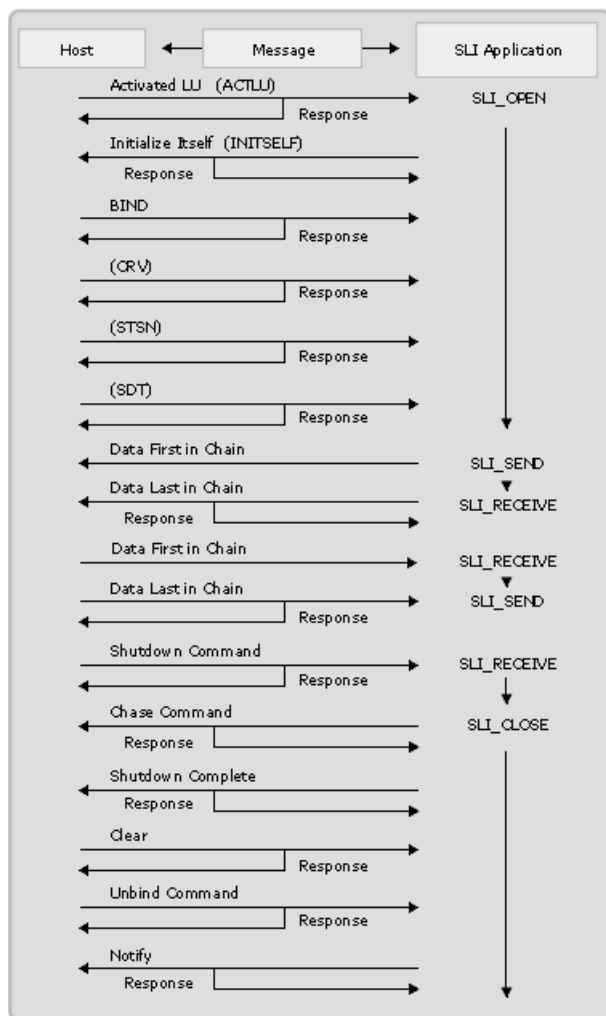 Host
Message
SLI Application
Activated LU (ACTLU)
SLI_OPEN
Response
Initialize Itself (INITSELF)
Response
BIND
Response
(CRV)
Response
(STSN)
Response
(SDT)
Response
Data First in Chain
SLI_SEND
Data Last in Chain
SLI_RECEIVE
Response
Data First in Chain
SLI_RECEIVE
Data Last in Chain
SLI_SEND
Response
Shutdown Command
SLI_RECEIVE
Response
Chase Command
SLI_CLOSE
Response
Shutdown Complete
Response
Clear
Response
Unbind Command
Response
Notify
Response